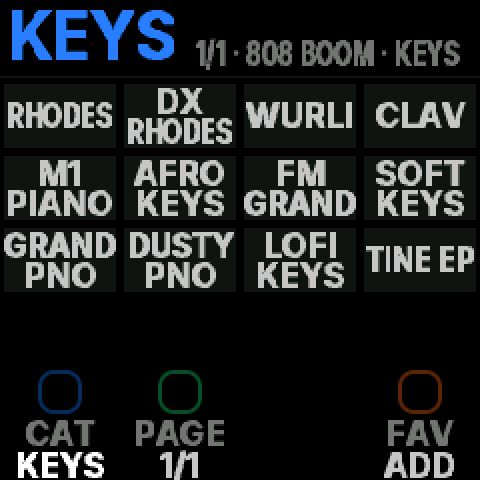 KEYS 1/1 · 808 BOOM · KEYS
RHODES DX RHODES WURLI CLAV
M1 PIANO AFRO KEYS FM GRAND SOFT KEYS
GRAND PNO DUSTY PNO LOFI KEYS TINE EP
CAT PAGE FAV
KEYS 1/1 ADD